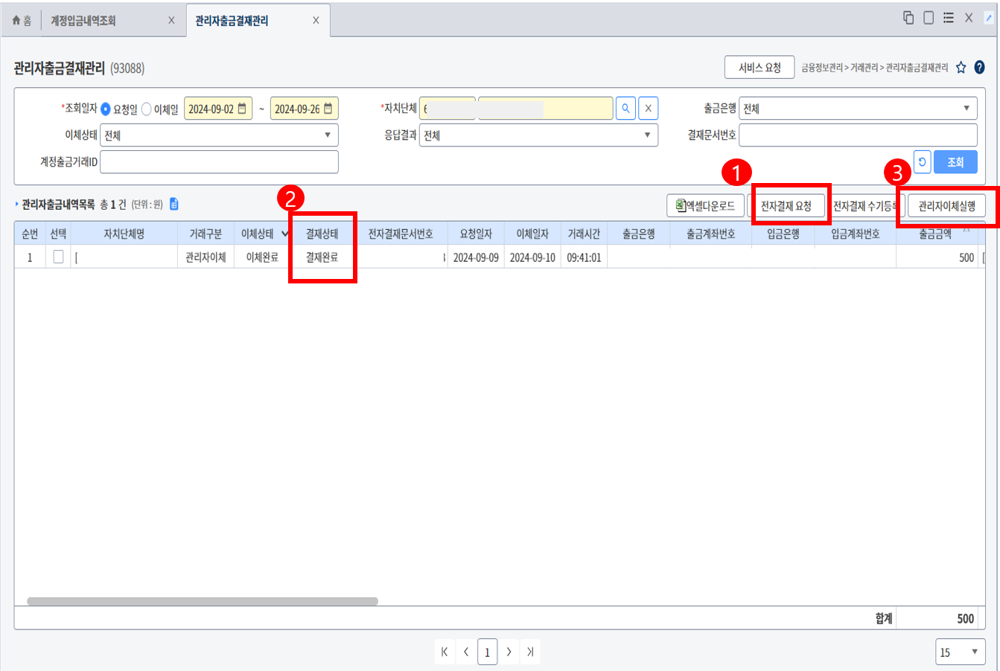 홈 계정입금내역조회 X 관리자출금결재관리 X
관리자출금결재관리 (93088) 서비스 요청 금융정보관리 > 거래관리 > 관리자출금결재관리
*조회일자 요청일 이체일 2024-09-02 ~ 2024-09-26 *자치단체 6 출금은행 전체
이체상태 전체 응답결과 전체 결재문서번호
계정출금거래ID 조회
1 3
2
관리자출금내역목록 총 1 건 (단위 : 원) 엑셀다운로드 전자결재 요청 전자결재 수기등록 관리자이체실행
순번 선택 자치단체명 거래구분 이체상태 결재상태 전자결재문서번호 요청일자 이체일자 거래시간 출금은행 출금계좌번호 입금은행 입금계좌번호 출금금액
1 [ 관리자이체 이체완료 결재완료 2024-09-09 2024-09-10 09:41:01 500 [
합계 500
1 15